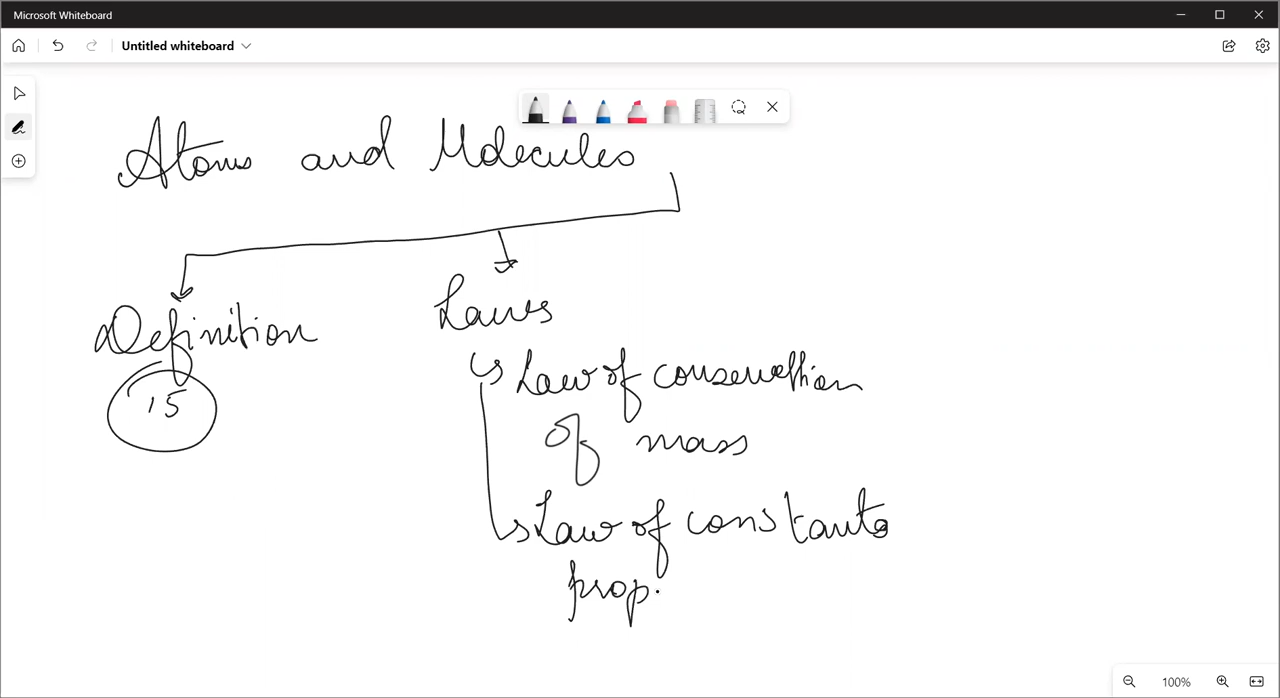 Microsoft Whiteboard
Untitled whiteboard
Atoms and Molecules
Definition
15
Laws
Law of conservation
of mass
Law of constant
prop.
100%